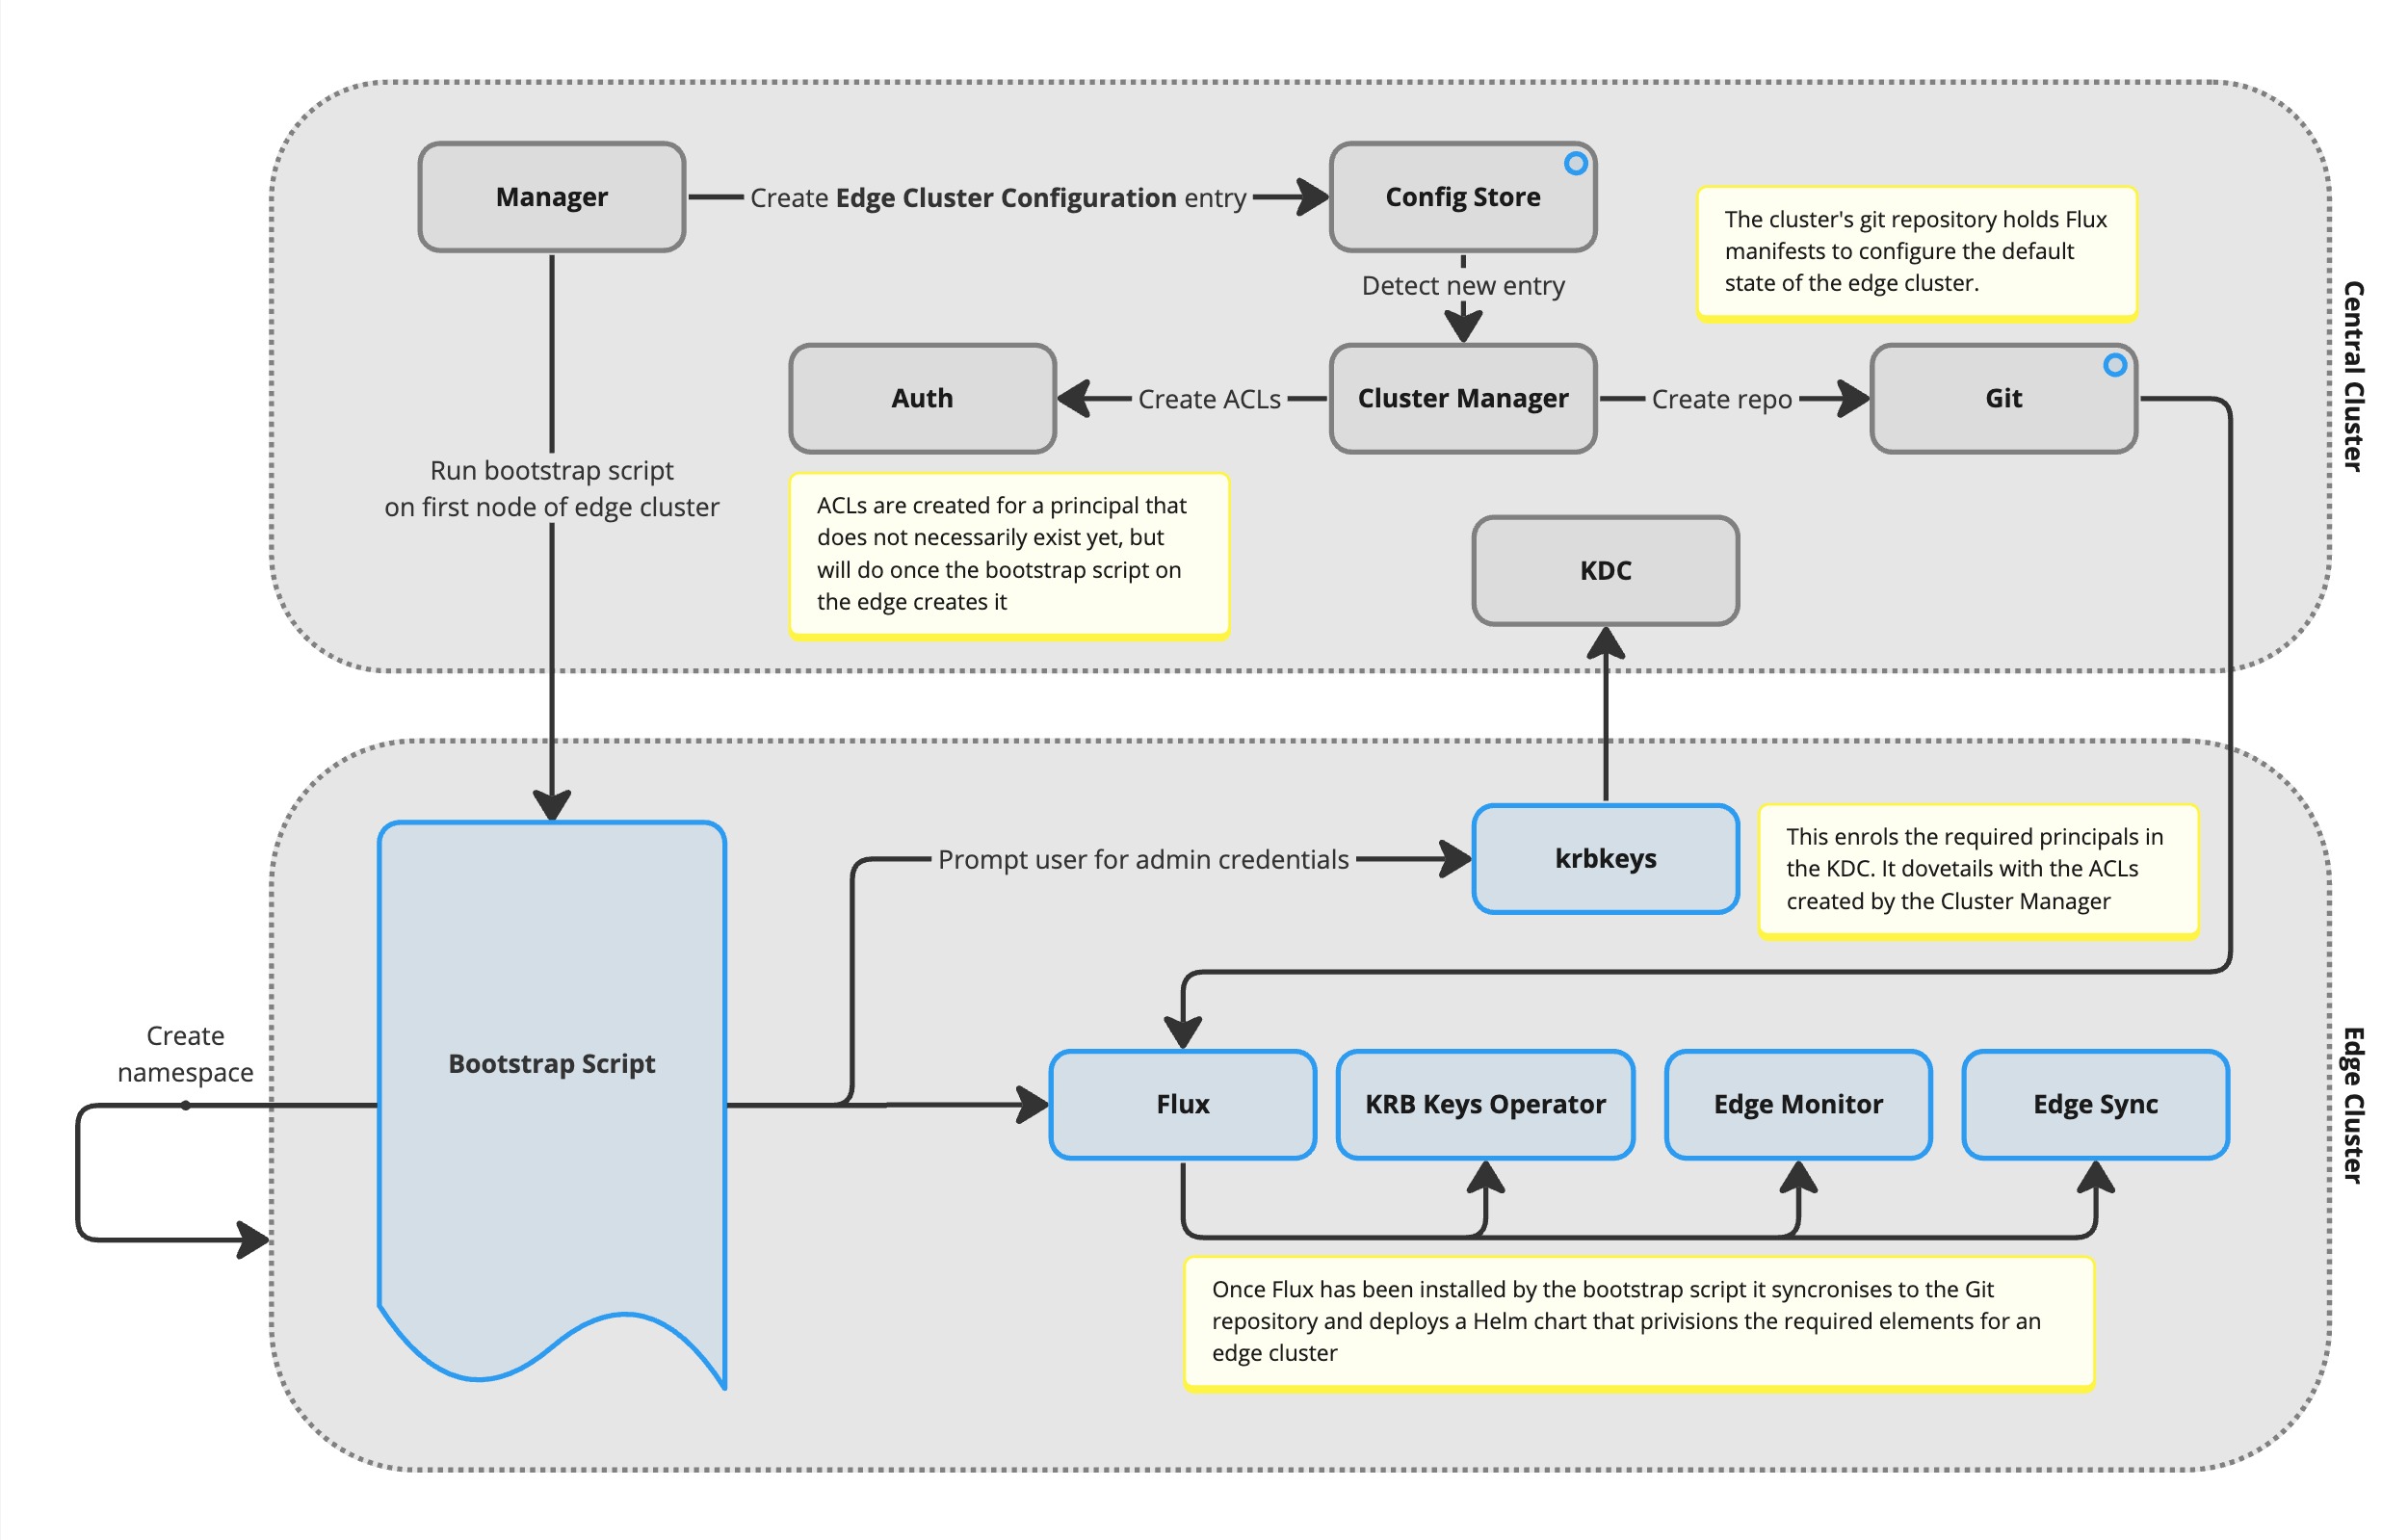 Manager
Create Edge Cluster Configuration entry
Config Store
The cluster's git repository holds Flux
manifests to configure the default
state of the edge cluster.
Detect new entry
Central Cluster
Auth
Create ACLs
Cluster Manager
Create repo
Git
Run bootstrap script
on first node of edge cluster
ACLs are created for a principal that
does not necessarily exist yet, but
will do once the bootstrap script on
the edge creates it
KDC
Prompt user for admin credentials
krbkeys
This enrols the required principals in
the KDC. It dovetails with the ACLs
created by the Cluster Manager
Create
namespace
Bootstrap Script
Flux
KRB Keys Operator
Edge Monitor
Edge Sync
Edge Cluster
Once Flux has been installed by the bootstrap script it syncronises to the Git
repository and deploys a Helm chart that privisions the required elements for an
edge cluster